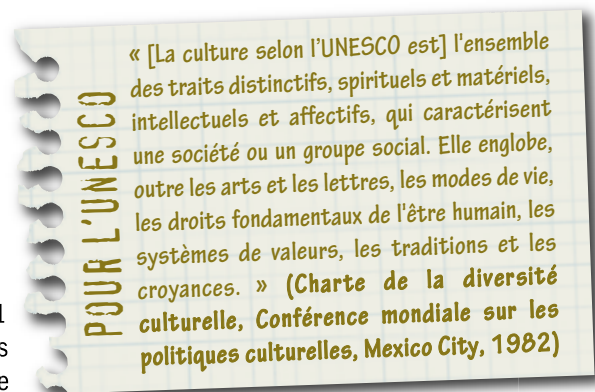 POUR L'UNESCO
« [La culture selon l'UNESCO est] l'ensemble
des traits distinctifs, spirituels et matériels,
intellectuels et affectifs, qui caractérisent
une société ou un groupe social. Elle englobe,
outre les arts et les lettres, les modes de vie,
les droits fondamentaux de l'être humain, les
systèmes de valeurs, les traditions et les
croyances. » (Charte de la diversité
culturelle, Conférence mondiale sur les
politiques culturelles, Mexico City, 1982)